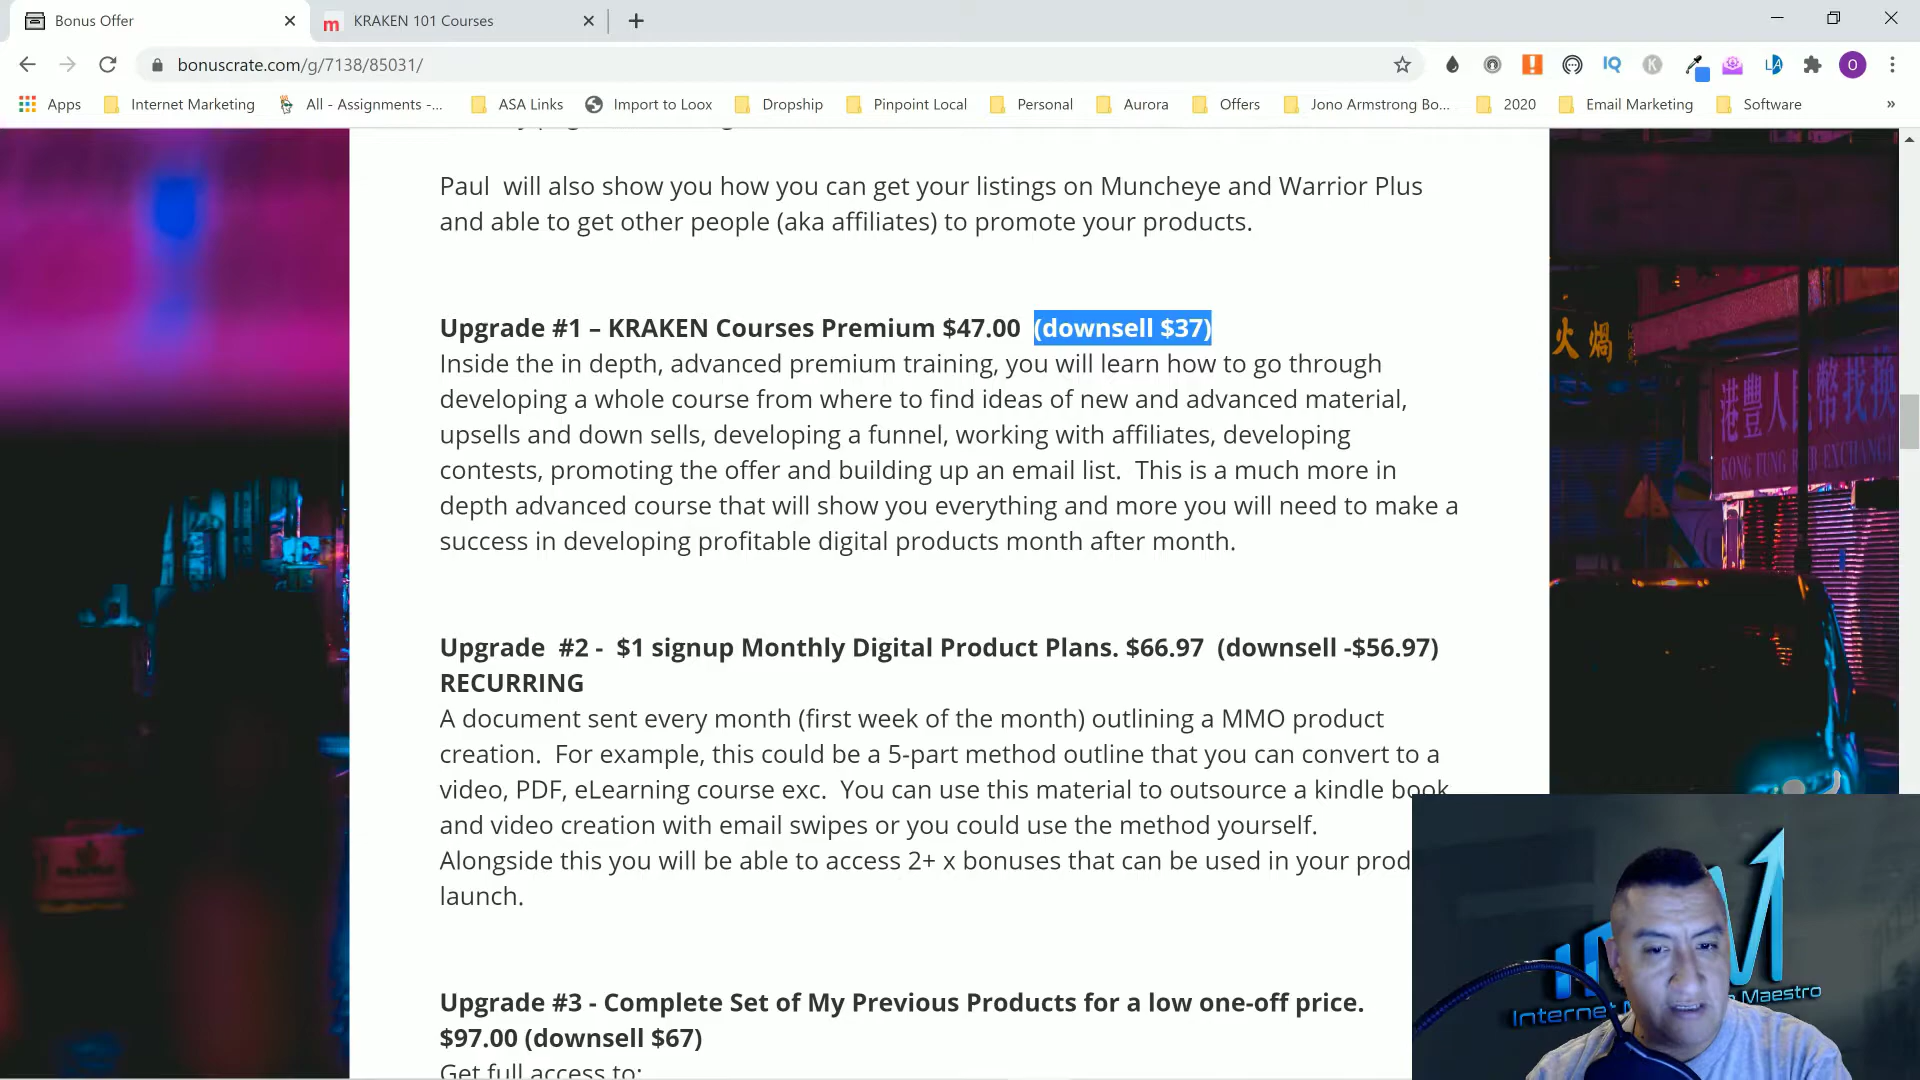 Bonus Offer
KRAKEN 101 Courses
bonuscrate.com/g/7138/85031/
Apps
Internet Marketing
All - Assignments -...
ASA Links
Import to Loox
Dropship
Pinpoint Local
Personal
Aurora
Offers
Jono Armstrong Bo...
2020
Email Marketing
Software
Paul  will also show you how you can get your listings on Muncheye and Warrior Plus
and able to get other people (aka affiliates) to promote your products.
Upgrade #1 – KRAKEN Courses Premium $47.00  (downsell $37)
Inside the in depth, advanced premium training, you will learn how to go through
developing a whole course from where to find ideas of new and advanced material,
upsells and down sells, developing a funnel, working with affiliates, developing
contests, promoting the offer and building up an email list.  This is a much more in
depth advanced course that will show you everything and more you will need to make a
success in developing profitable digital products month after month.
Upgrade  #2 -  $1 signup Monthly Digital Product Plans. $66.97  (downsell -$56.97)
RECURRING
A document sent every month (first week of the month) outlining a MMO product
creation.  For example, this could be a 5-part method outline that you can convert to a
video, PDF, eLearning course exc.  You can use this material to outsource a kindle book
and video creation with email swipes or you could use the method yourself.
Alongside this you will be able to access 2+ x bonuses that can be used in your prod
launch.
Upgrade #3 - Complete Set of My Previous Products for a low one-off price.
$97.00 (downsell $67)
Get full access to:
火鍋
港豐人民幣找換
KONG FUNG EXCHANGE
Maestro